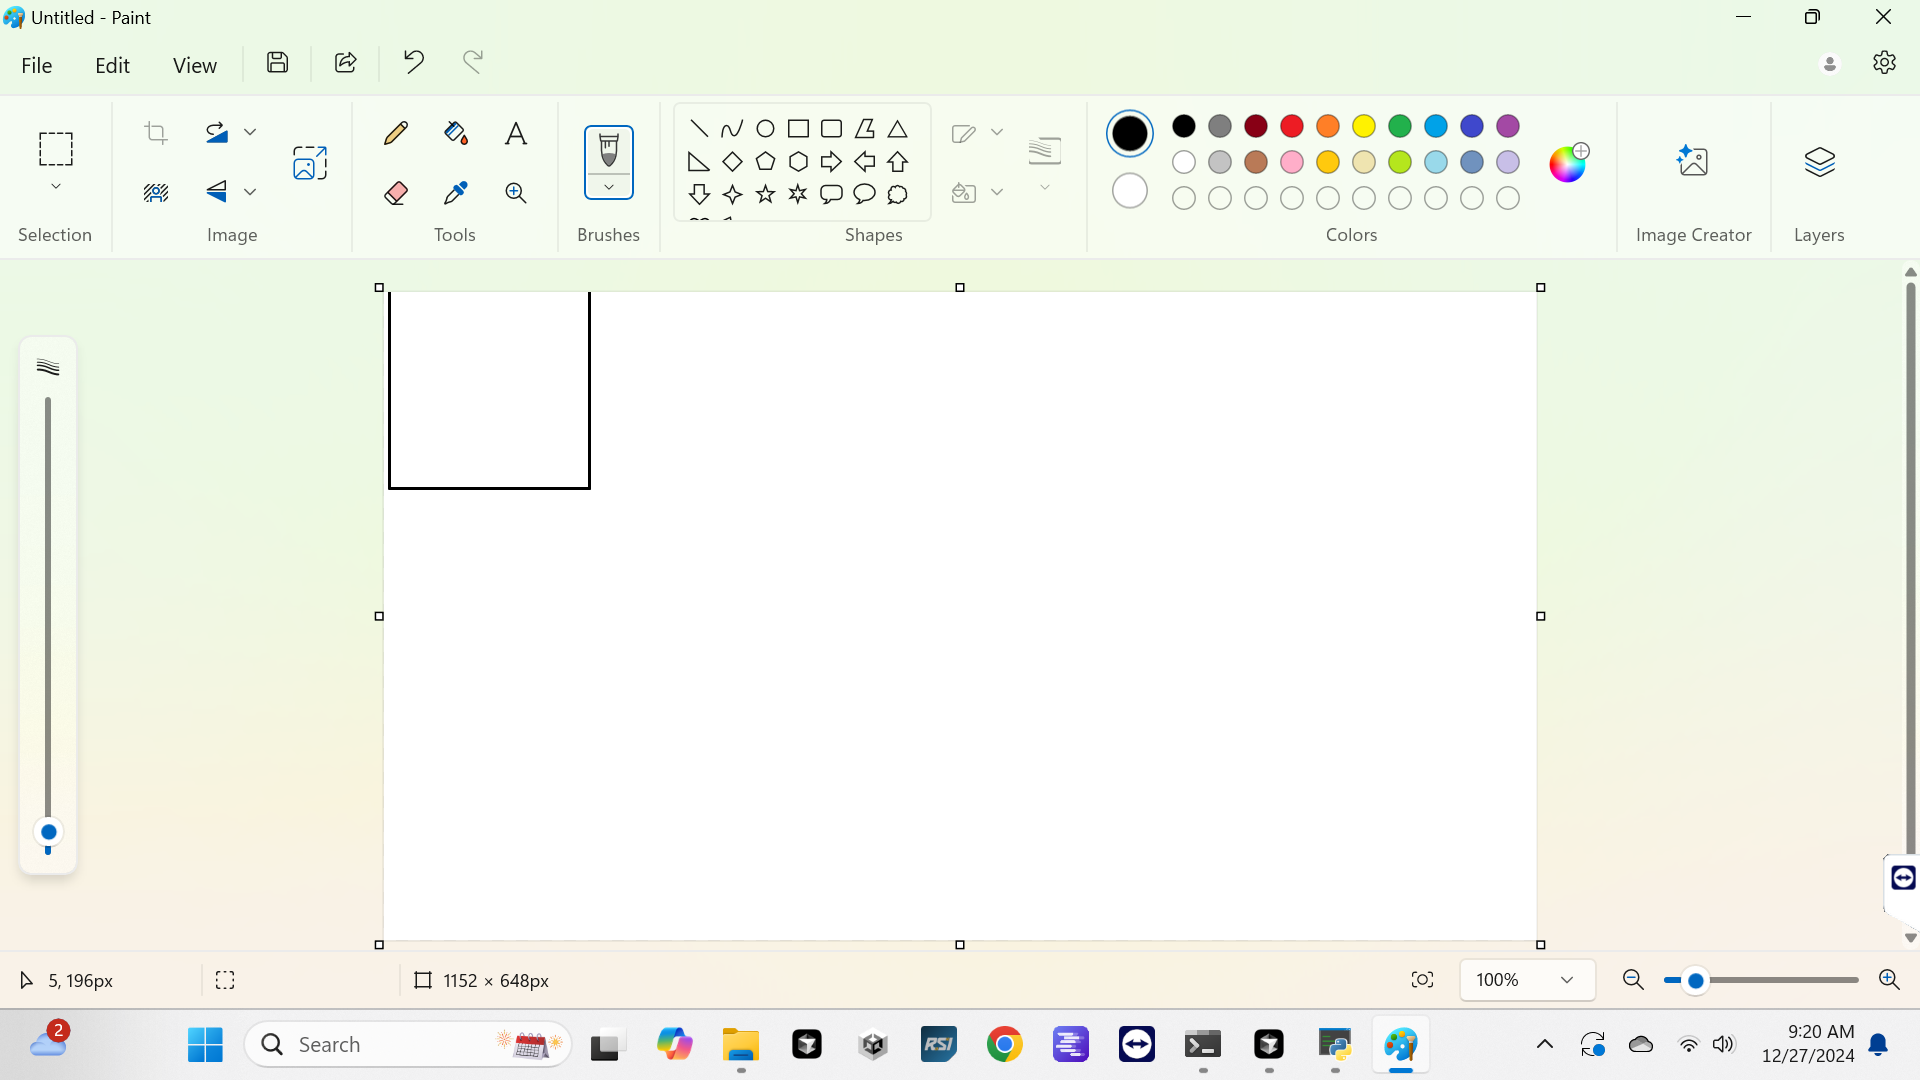 Untitled - Paint
File Edit View
Selection Image Tools Brushes Shapes Colors Image Creator Layers
5, 196px 1152 × 648px 100%
2 Search RSI 9:20 AM
12/27/2024